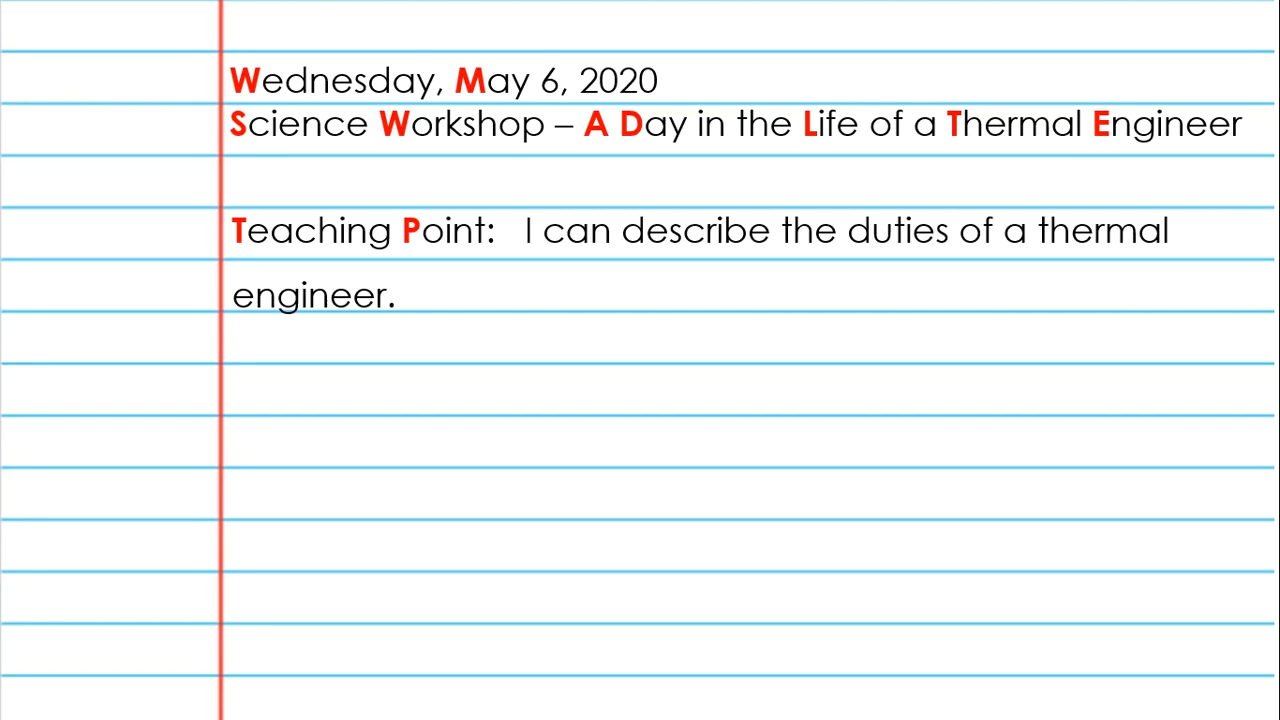 Wednesday, May 6, 2020
Science Workshop – A Day in the Life of a Thermal Engineer
Teaching Point: I can describe the duties of a thermal
engineer.